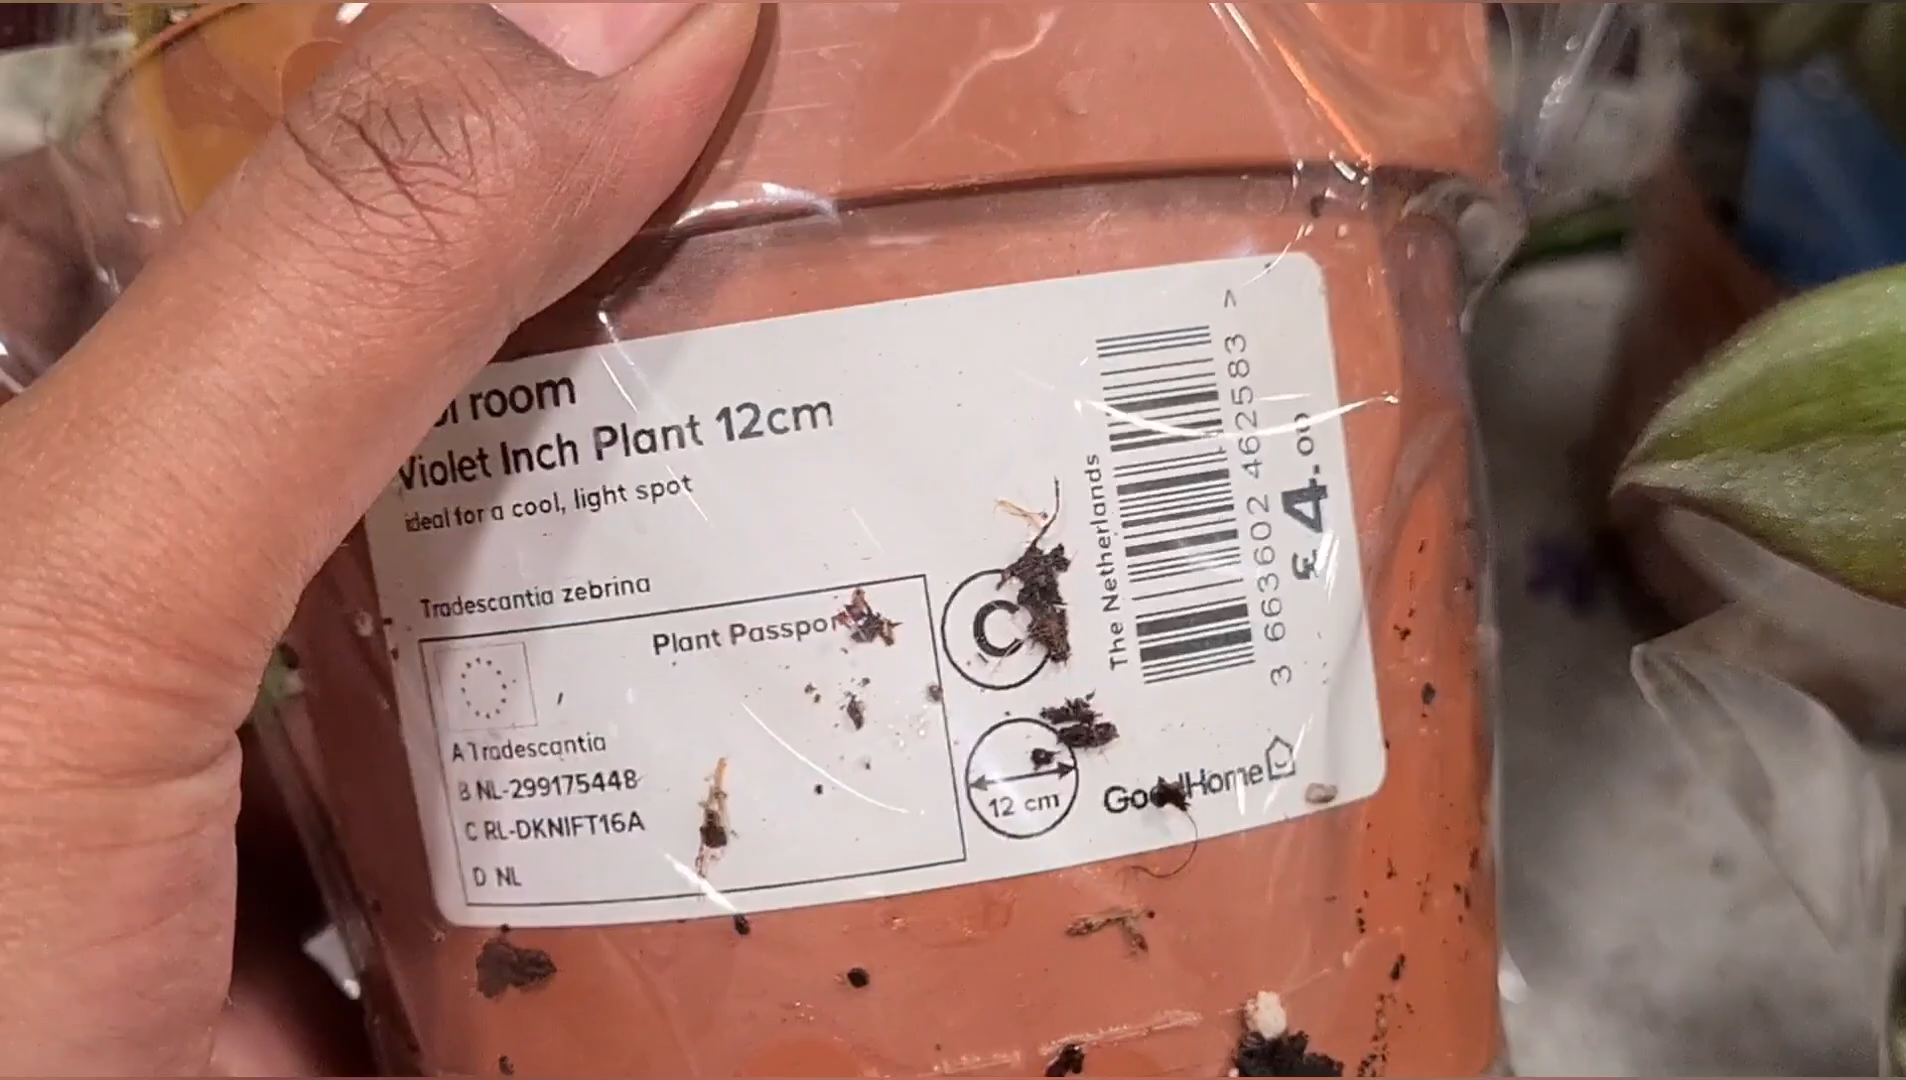 room
Violet Inch Plant 12cm
ideal for a cool, light spot
Tradescantia zebrina
Plant Passpor
A Tradescantia
B NL-299175448
C RL-DKNIFT16A
D NL
C
12 cm
The Netherlands
3 663602 462583 >
£ 4.00
GoodHome